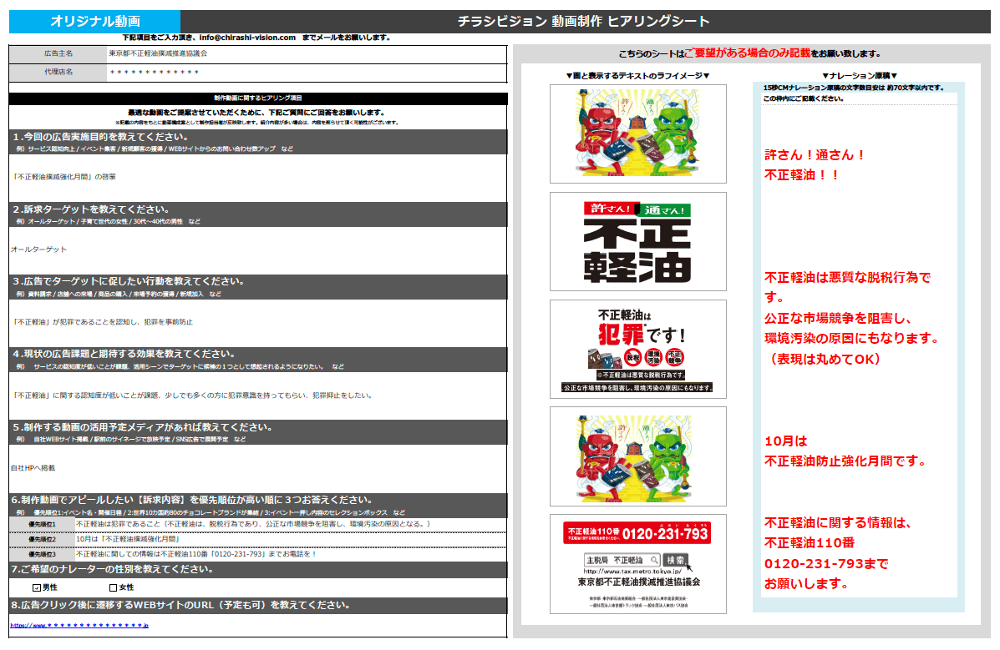 オリジナル動画
チラシビジョン 動画制作 ヒアリングシート
下記項目をご入力頂き、info@chirashi-vision.com　までメールをお願いします。
広告主名
東京都不正軽油撲滅推進協議会
代理店名
＊＊＊＊＊＊＊＊＊＊＊＊＊
制作動画に関するヒアリング項目
最適な動画をご提案させていただくために、下記ご質問にご回答をお願いします。
※記載の内容をもとに動画構成案として制作担当者が反映致します。紹介内容が多い場合は、内容を削らせて頂く可能性がございます。
１.今回の広告実施目的を教えてください。
例）サービス認知向上 / イベント集客 / 新規顧客の獲得 / WEBサイトからのお問い合わせ数アップ　など
「不正軽油撲滅強化月間」の啓蒙
２.訴求ターゲットを教えてください。
例）オールターゲット / 子育て世代の女性 / 30代～40代の男性　など
オールターゲット
３.広告でターゲットに促したい行動を教えてください。
例）資料請求 / 店舗への来場 / 商品の購入 / 来場予約の獲得 / 新規加入　など
「不正軽油」が犯罪であることを認知し、犯罪を事前防止
４.現状の広告課題と期待する効果を教えてください。
例）　サービスの認知度が低いことが課題、活用シーンでターゲットに候補の１つとして想起されるようになりたい。　など
「不正軽油」に関する認知度が低いことが課題、少しでも多くの方に犯罪意識を持ってもらい、犯罪抑止をしたい。
５.制作する動画の活用予定メディアがあれば教えてください。
例）　自社WEBサイト掲載 / 駅前のサイネージで放映予定 / SNS広告で展開予定　など
自社HPへ掲載
6.制作動画でアピールしたい【訴求内容】を優先順位が高い順に３つお答えください。
例）　優先順位1:イベント名・開催日程 / 2:世界10カ国約80のチョコレートブランドが集結 / 3:イベント一押し内容のセレクションボックス　など
優先順位1
不正軽油は犯罪であること（不正軽油は、脱税行為であり、公正な市場競争を阻害し、環境汚染の原因となる。）
優先順位2
10月は「不正軽油撲滅強化月間」
優先順位3
不正軽油に関しての情報は不正軽油110番「0120-231-793」までお電話を！
7.ご希望のナレーターの性別を教えてください。
☑男性
□女性
8.広告クリック後に遷移するWEBサイトのURL（予定も可）を教えてください。
https://www.＊＊＊＊＊＊＊＊＊＊＊＊＊＊＊.jp
こちらのシートはご要望がある場合のみ記載をお願い致します。
▼画と表示するテキストのラフイメージ▼
許さん！
通さん！
許さん！
通さん！
不正
軽油
不正軽油は
犯罪※です！
脱税
環境汚染
不正競争
※不正軽油は悪質な脱税行為です。
公正な市場競争を阻害し、環境汚染の原因にもなります。
許さん！
通さん！
不正軽油110番 0120-231-793
主税局　不正軽油
検索
http://www.tax.metro.tokyo.jp/
東京都不正軽油撲滅推進協議会
▼ナレーション原稿▼
15秒CMナレーション原稿の文字数目安は 約70文字以内です。
この枠内にご記載ください。
許さん！通さん！
不正軽油！！
不正軽油は悪質な脱税行為で
す。
公正な市場競争を阻害し、
環境汚染の原因にもなります。
（表現は丸めてOK）
10月は
不正軽油防止強化月間です。
不正軽油に関する情報は、
不正軽油110番
0120-231-793まで
お願いします。